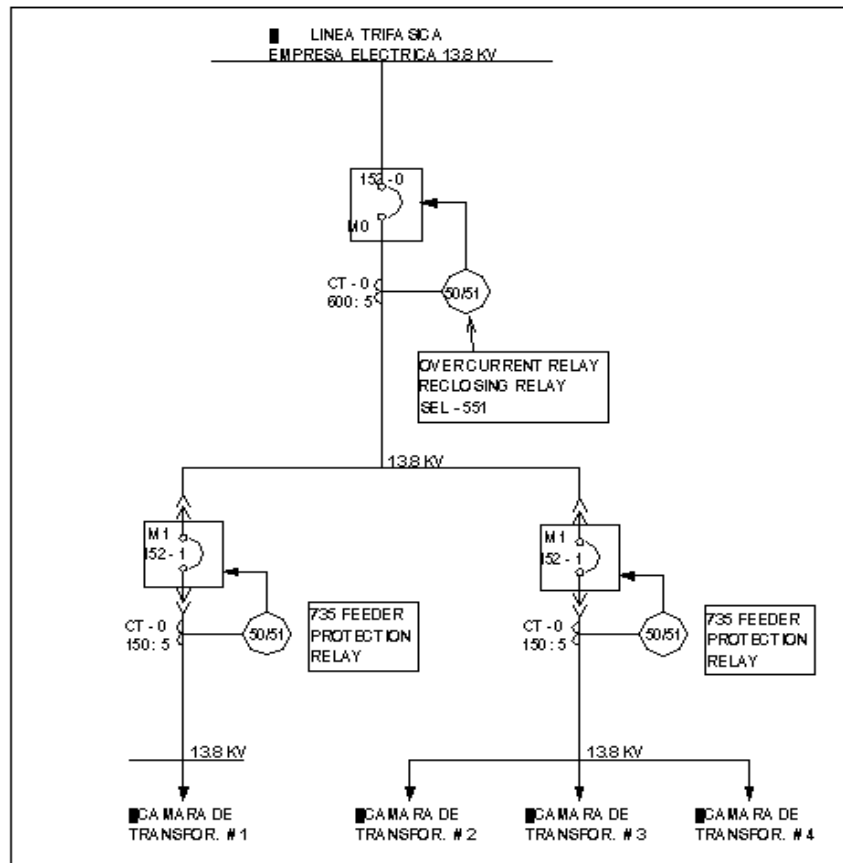 LINEA TRIFASICA
EMPRESA ELECTRICA 13.8 KV
152 - 0
M0
CT - 0
600 : 5
50/51
OVERCURRENT RELAY
RECLOSING RELAY
SEL - 551
13.8 KV
M1
I52 - 1
CT - 0
150 : 5
50/51
735 FEEDER
PROTECTION
RELAY
M1
I52 - 1
CT - 0
150 : 5
50/51
735 FEEDER
PROTECTION
RELAY
13.8 KV
13.8 KV
CAMARA DE
TRANSFOR. # 1
CAMARA DE
TRANSFOR. # 2
CAMARA DE
TRANSFOR. # 3
CAMARA DE
TRANSFOR. # 4